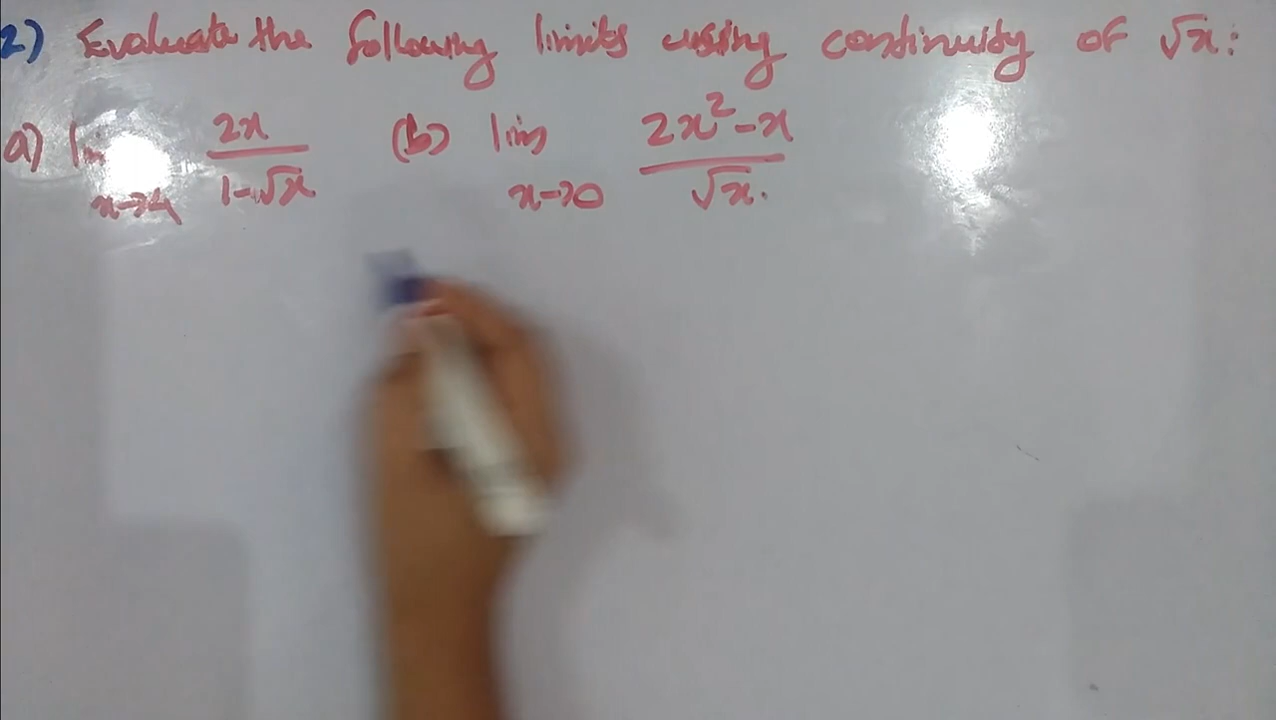 2) Evaluate the following limits using continuity of √x:
a) lim x→4 2x/(1-√x) (b) lim x→0 (2x²-x)/√x.